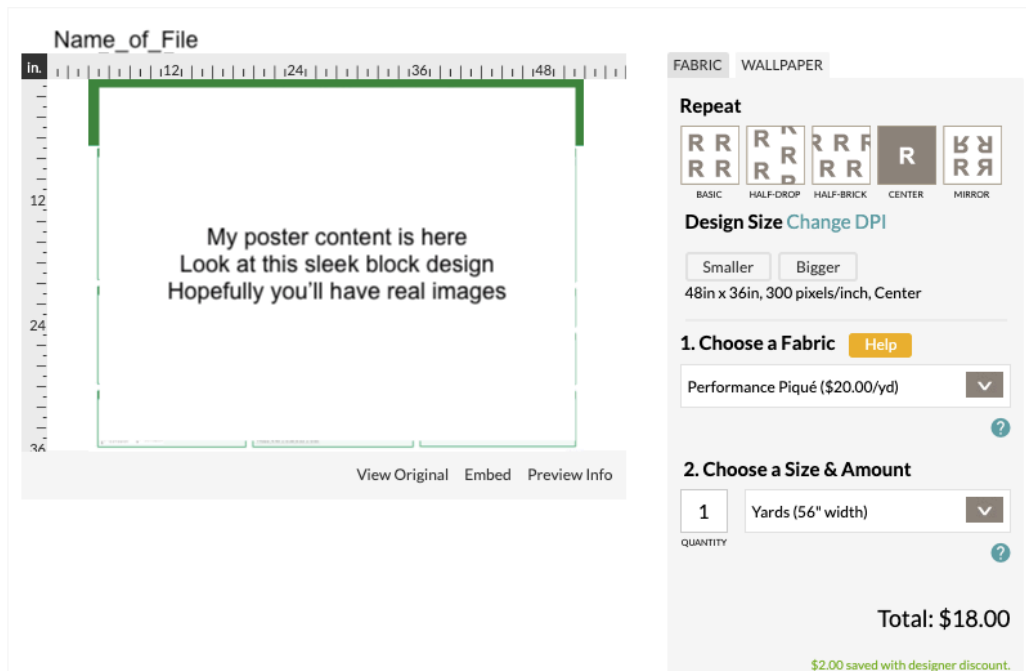 Name_of_File
in.
12 24 36 48
12
24
36
My poster content is here
Look at this sleek block design
Hopefully you'll have real images
View Original Embed Preview Info
FABRIC WALLPAPER
Repeat
R R R R
R R R
R R R R R
R
R R R R
BASIC HALF-DROP HALF-BRICK CENTER MIRROR
Design Size Change DPI
Smaller Bigger
48in x 36in, 300 pixels/inch, Center
1. Choose a Fabric Help
Performance Piqué ($20.00/yd)
?
2. Choose a Size & Amount
1 Yards (56" width)
QUANTITY
?
Total: $18.00
$2.00 saved with designer discount.